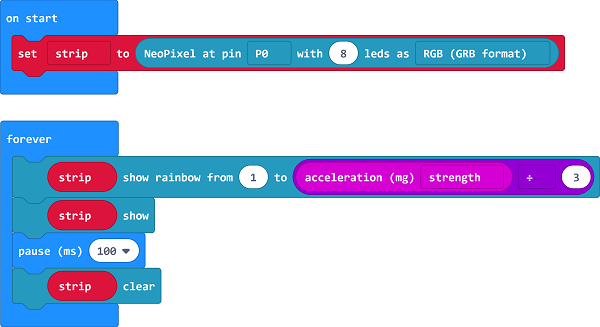 on start
set strip to NeoPixel at pin P0 with 8 leds as RGB (GRB format)
forever
strip show rainbow from 1 to acceleration (mg) strength ÷ 3
strip show
pause (ms) 100
strip clear